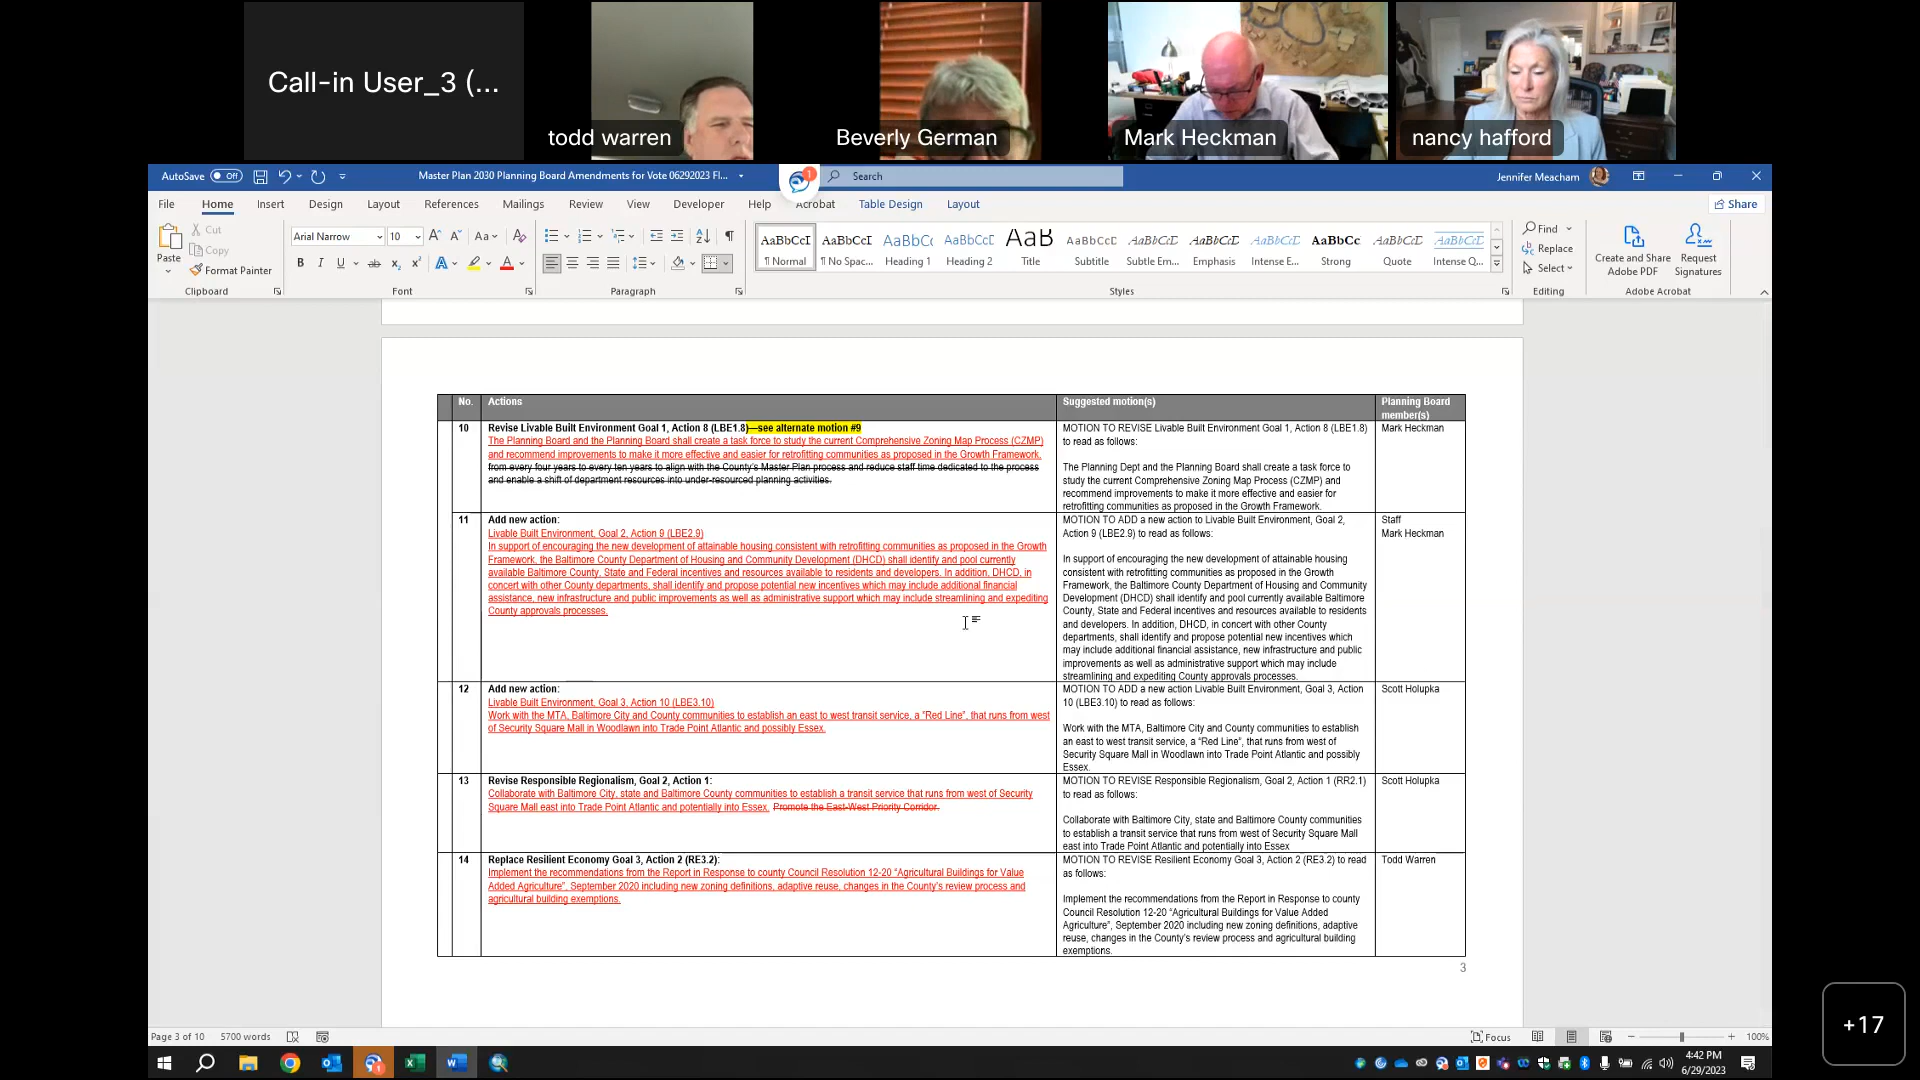 Call-in User_3 (...
todd warren
Beverly German
Mark Heckman
nancy hafford
AutoSave Off
Master Plan 2030 Planning Board Amendments for Vote 06292023 Fl...
1
Search
Jennifer Meacham
File Home Insert Design Layout References Mailings Review View Developer Help Acrobat Table Design Layout
Share
Paste
Cut
Copy
Format Painter
Clipboard
Arial Narrow 10
Font
Paragraph
AaBbCcI AaBbCcI AaBbC( AaBbCcD AaB AaBbCcD AaBbCcD AaBbCcD AaBbCcD AaBbCc AaBbCcD AaBbCcD
¶ Normal ¶ No Spac... Heading 1 Heading 2 Title Subtitle Subtle Em... Emphasis Intense E... Strong Quote Intense Q...
Styles
Find
Replace
Select
Editing
Create and Share
Adobe PDF
Request
Signatures
Adobe Acrobat
No.
Actions
Suggested motion(s)
Planning Board
member(s)
10
Revise Livable Built Environment Goal 1, Action 8 (LBE1.8)—see alternate motion #9
The Planning Board and the Planning Board shall create a task force to study the current Comprehensive Zoning Map Process (CZMP)
and recommend improvements to make it more effective and easier for retrofitting communities as proposed in the Growth Framework.
from every four years to every ten years to align with the County's Master Plan process and reduce staff time dedicated to the process
and enable a shift of department resources into under-resourced planning activities.
MOTION TO REVISE Livable Built Environment Goal 1, Action 8 (LBE1.8)
to read as follows:
The Planning Dept and the Planning Board shall create a task force to
study the current Comprehensive Zoning Map Process (CZMP) and
recommend improvements to make it more effective and easier for
retrofitting communities as proposed in the Growth Framework.
Mark Heckman
11
Add new action:
Livable Built Environment, Goal 2, Action 9 (LBE2.9)
In support of encouraging the new development of attainable housing consistent with retrofitting communities as proposed in the Growth
Framework, the Baltimore County Department of Housing and Community Development (DHCD) shall identify and pool currently
available Baltimore County, State and Federal incentives and resources available to residents and developers. In addition, DHCD, in
concert with other County departments, shall identify and propose potential new incentives which may include additional financial
assistance, new infrastructure and public improvements as well as administrative support which may include streamlining and expediting
County approvals processes.
MOTION TO ADD a new action to Livable Built Environment, Goal 2,
Action 9 (LBE2.9) to read as follows:
In support of encouraging the new development of attainable housing
consistent with retrofitting communities as proposed in the Growth
Framework, the Baltimore County Department of Housing and Community
Development (DHCD) shall identify and pool currently available Baltimore
County, State and Federal incentives and resources available to residents
and developers. In addition, DHCD, in concert with other County
departments, shall identify and propose potential new incentives which
may include additional financial assistance, new infrastructure and public
improvements as well as administrative support which may include
streamlining and expediting County approvals processes.
Staff
Mark Heckman
12
Add new action:
Livable Built Environment, Goal 3, Action 10 (LBE3.10)
Work with the MTA, Baltimore City and County communities to establish an east to west transit service, a "Red Line", that runs from west
of Security Square Mall in Woodlawn into Trade Point Atlantic and possibly Essex.
MOTION TO ADD a new action Livable Built Environment, Goal 3, Action
10 (LBE3.10) to read as follows:
Work with the MTA, Baltimore City and County communities to establish
an east to west transit service, a "Red Line", that runs from west of
Security Square Mall in Woodlawn into Trade Point Atlantic and possibly
Essex.
Scott Holupka
13
Revise Responsible Regionalism, Goal 2, Action 1:
Collaborate with Baltimore City, state and Baltimore County communities to establish a transit service that runs from west of Security
Square Mall east into Trade Point Atlantic and potentially into Essex. Promote the East-West Priority Corridor.
MOTION TO REVISE Responsible Regionalism, Goal 2, Action 1 (RR2.1)
to read as follows:
Collaborate with Baltimore City, state and Baltimore County communities
to establish a transit service that runs from west of Security Square Mall
east into Trade Point Atlantic and potentially into Essex
Scott Holupka
14
Replace Resilient Economy Goal 3, Action 2 (RE3.2):
Implement the recommendations from the Report in Response to county Council Resolution 12-20 "Agricultural Buildings for Value
Added Agriculture", September 2020 including new zoning definitions, adaptive reuse, changes in the County's review process and
agricultural building exemptions.
MOTION TO REVISE Resilient Economy Goal 3, Action 2 (RE3.2) to read
as follows:
Implement the recommendations from the Report in Response to county
Council Resolution 12-20 "Agricultural Buildings for Value Added
Agriculture", September 2020 including new zoning definitions, adaptive
reuse, changes in the County's review process and agricultural building
exemptions.
Todd Warren
3
+17
Page 3 of 10 5700 words
Focus
100%
4:42 PM
6/29/2023